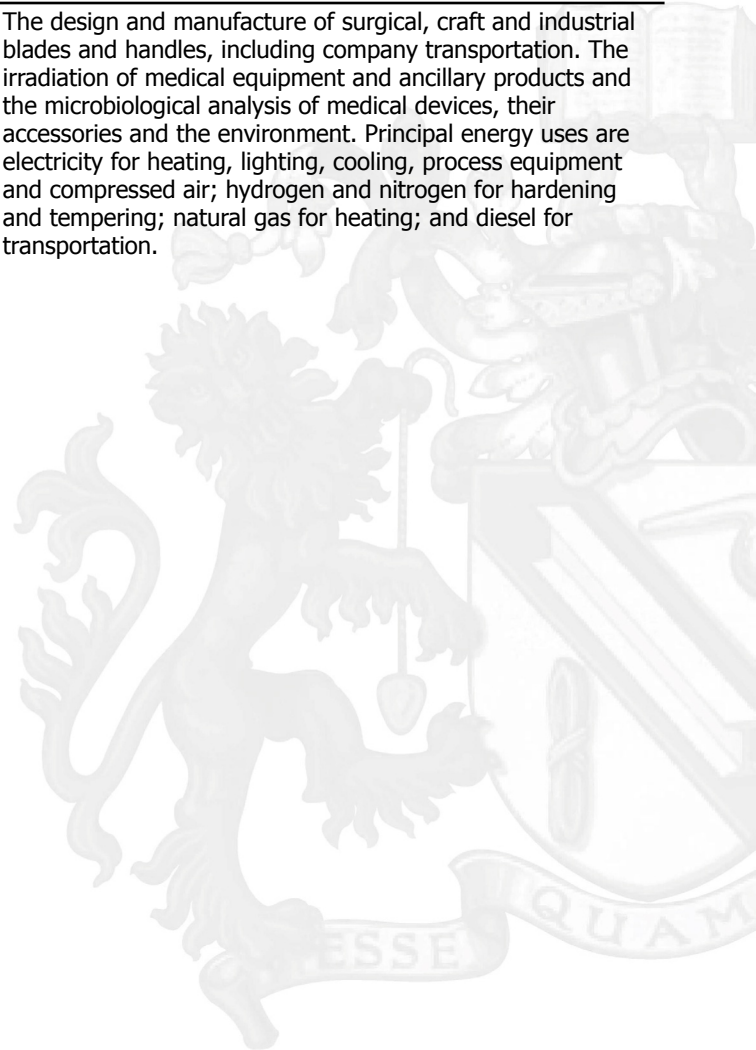 The design and manufacture of surgical, craft and industrial
blades and handles, including company transportation. The
irradiation of medical equipment and ancillary products and
the microbiological analysis of medical devices, their
accessories and the environment. Principal energy uses are
electricity for heating, lighting, cooling, process equipment
and compressed air; hydrogen and nitrogen for hardening
and tempering; natural gas for heating; and diesel for
transportation.
ESSE QUAM